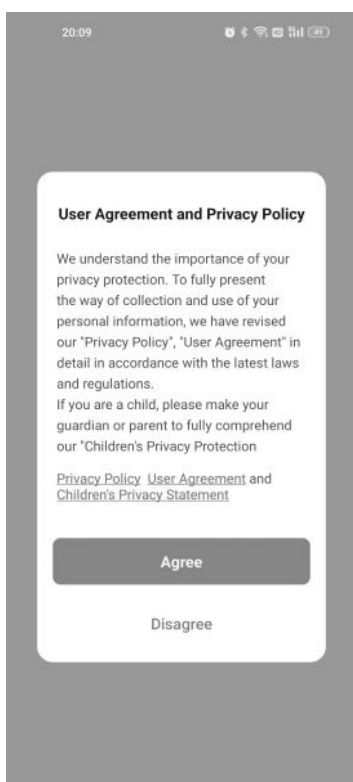 20:09
49
User Agreement and Privacy Policy
We understand the importance of your
privacy protection. To fully present
the way of collection and use of your
personal information, we have revised
our "Privacy Policy", "User Agreement" in
detail in accordance with the latest laws
and regulations.
If you are a child, please make your
guardian or parent to fully comprehend
our "Children's Privacy Protection
Privacy Policy User Agreement and
Children's Privacy Statement
Agree
Disagree